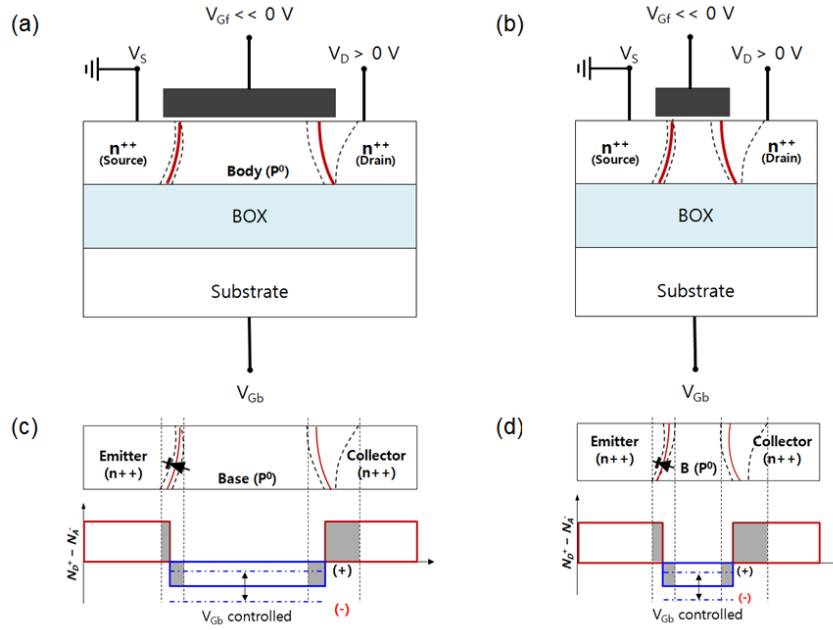 (a)
V_Gf << 0 V
V_S
V_D > 0 V
n++
(Source)
Body (P⁰)
n++
(Drain)
BOX
Substrate
V_Gb
(b)
V_Gf << 0 V
V_S
V_D > 0 V
n++
(Source)
n++
(Drain)
BOX
Substrate
V_Gb
(c)
Emitter
(n++)
Base (P⁰)
Collector
(n++)
N_D⁺ – N_A⁻
(+)
(-)
V_Gb controlled
(d)
Emitter
(n++)
B (P⁰)
Collector
(n++)
N_D⁺ – N_A⁻
(+)
(-)
V_Gb controlled